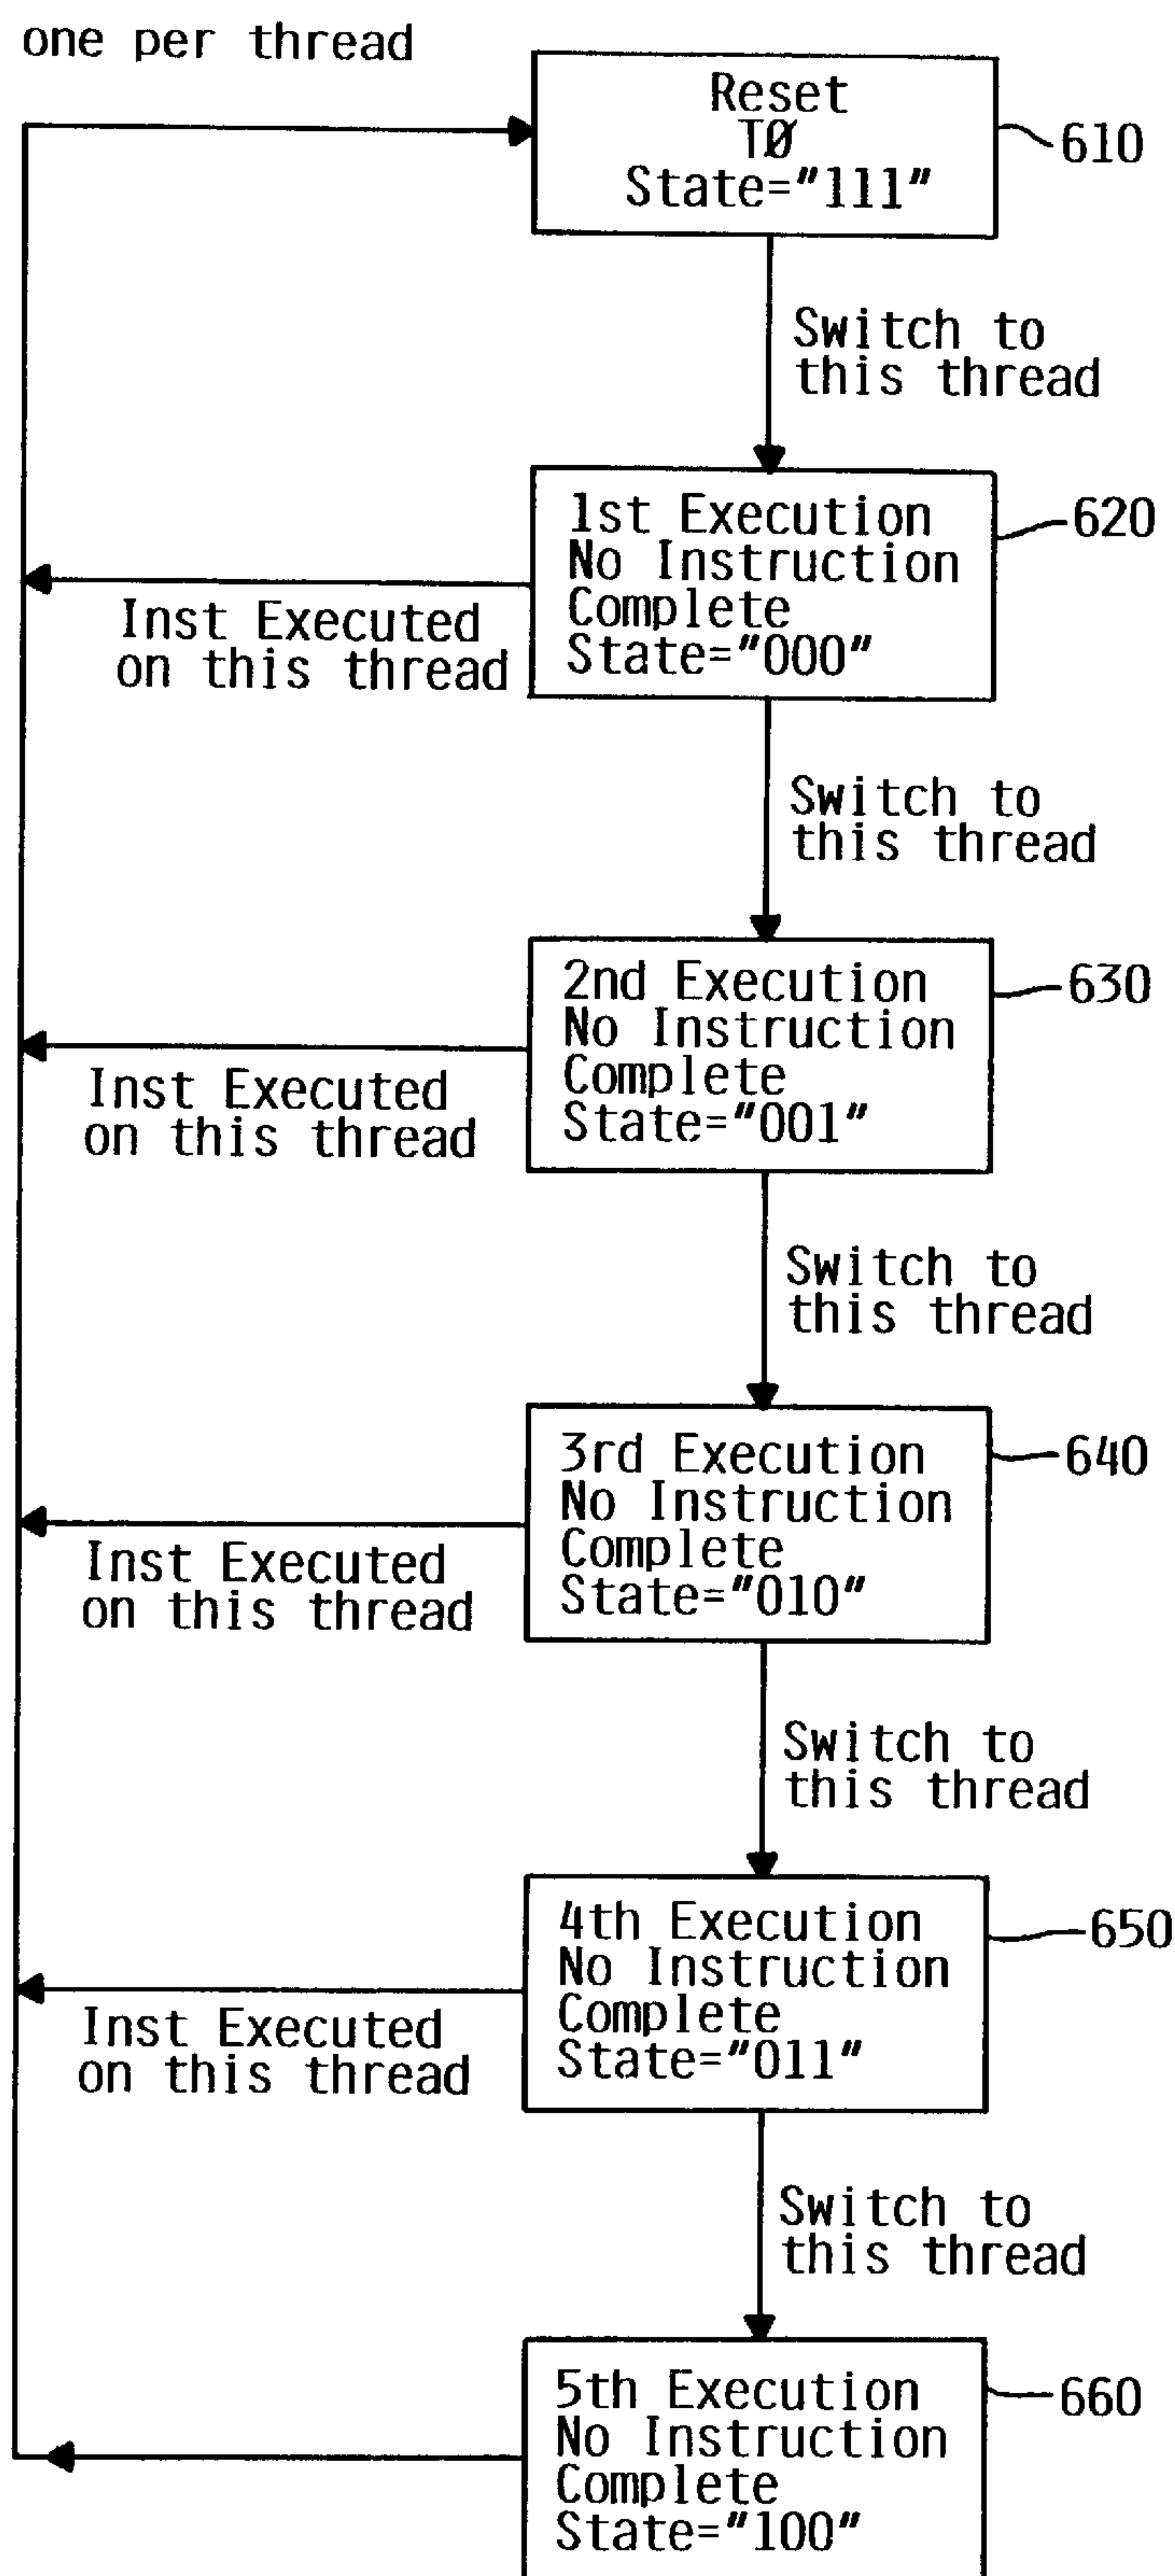 one per thread
Reset
TØ
State="111"
610
Switch to
this thread
1st Execution
No Instruction
Complete
State="000"
620
Inst Executed
on this thread
Switch to
this thread
2nd Execution
No Instruction
Complete
State="001"
630
Inst Executed
on this thread
Switch to
this thread
3rd Execution
No Instruction
Complete
State="010"
640
Inst Executed
on this thread
Switch to
this thread
4th Execution
No Instruction
Complete
State="011"
650
Inst Executed
on this thread
Switch to
this thread
5th Execution
No Instruction
Complete
State="100"
660